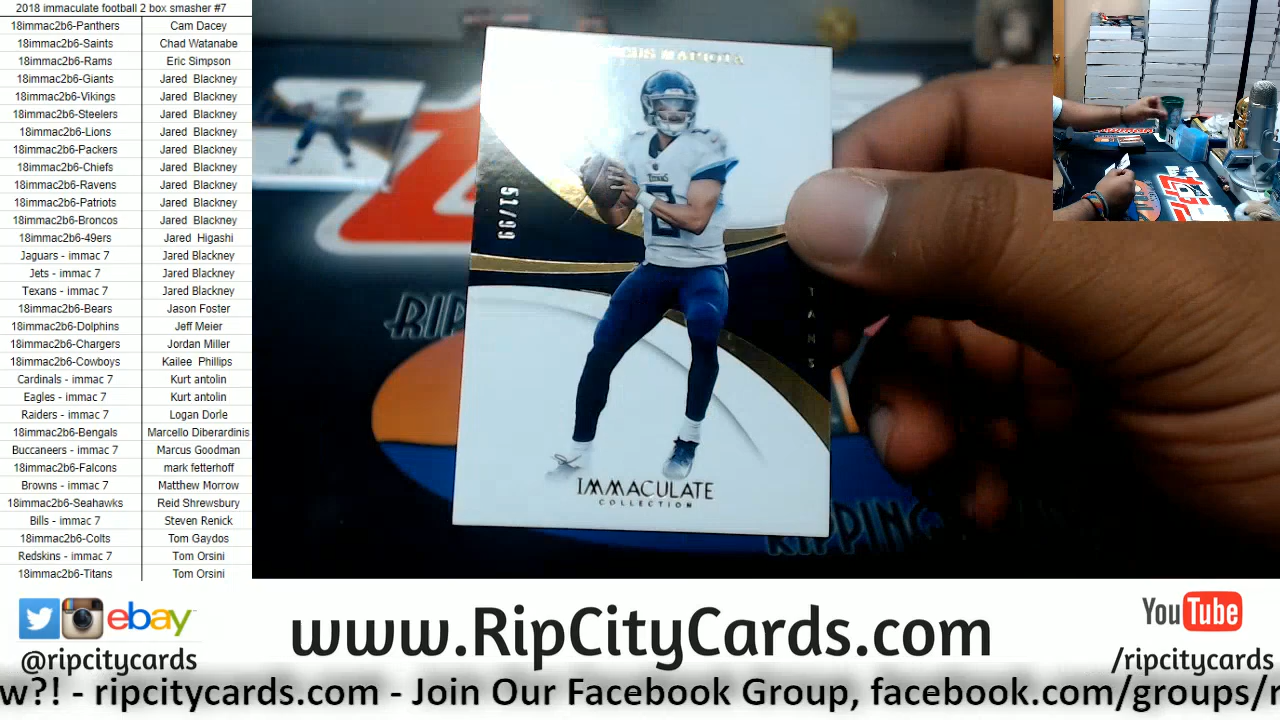 2018 immaculate football 2 box smasher #7
18immac2b6-Panthers Cam Dacey
18immac2b6-Saints Chad Watanabe
18immac2b6-Rams Eric Simpson
18immac2b6-Giants Jared Blackney
18immac2b6-Vikings Jared Blackney
18immac2b6-Steelers Jared Blackney
18immac2b6-Lions Jared Blackney
18immac2b6-Packers Jared Blackney
18immac2b6-Chiefs Jared Blackney
18immac2b6-Ravens Jared Blackney
18immac2b6-Patriots Jared Blackney
18immac2b6-Broncos Jared Blackney
18immac2b6-49ers Jared Higashi
Jaguars - immac 7 Jared Blackney
Jets - immac 7 Jared Blackney
Texans - immac 7 Jared Blackney
18immac2b6-Bears Jason Foster
18immac2b6-Dolphins Jeff Meier
18immac2b6-Chargers Jordan Miller
18immac2b6-Cowboys Kailee Phillips
Cardinals - immac 7 Kurt antolin
Eagles - immac 7 Kurt antolin
Raiders - immac 7 Logan Dorle
18immac2b6-Bengals Marcello Diberardinis
Buccaneers - immac 7 Marcus Goodman
18immac2b6-Falcons mark fetterhoff
Browns - immac 7 Matthew Morrow
18immac2b6-Seahawks Reid Shrewsbury
Bills - immac 7 Steven Renick
18immac2b6-Colts Tom Gaydos
Redskins - immac 7 Tom Orsini
18immac2b6-Titans Tom Orsini
MARIOTA
TITANS
51/99
IMMACULATE
COLLECTION
RIP
RIPPING
ebay
@ripcitycards
www.RipCityCards.com
YouTube
/ripcitycards
w?! - ripcitycards.com - Join Our Facebook Group, facebook.com/groups/r